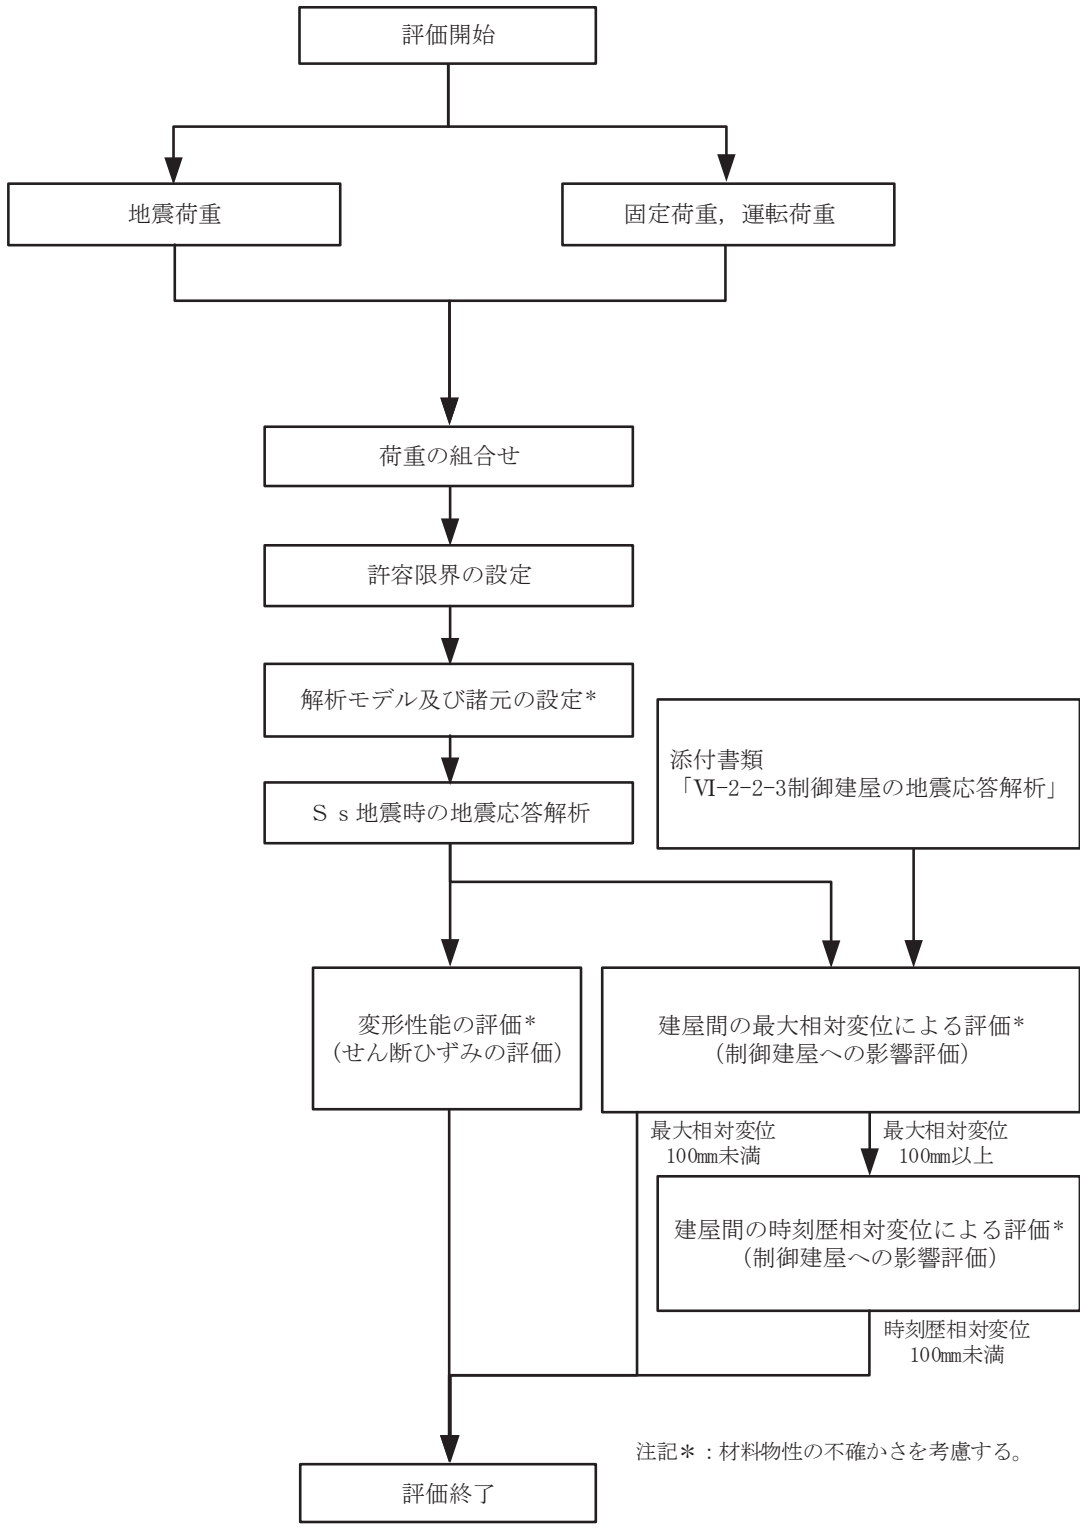 評価開始
地震荷重
固定荷重，運転荷重
荷重の組合せ
許容限界の設定
解析モデル及び諸元の設定*
Ｓｓ地震時の地震応答解析
添付書類
「Ⅵ-2-2-3制御建屋の地震応答解析」
変形性能の評価*
（せん断ひずみの評価）
建屋間の最大相対変位による評価*
（制御建屋への影響評価）
最大相対変位
100mm未満
最大相対変位
100mm以上
建屋間の時刻歴相対変位による評価*
（制御建屋への影響評価）
時刻歴相対変位
100mm未満
注記＊：材料物性の不確かさを考慮する。
評価終了